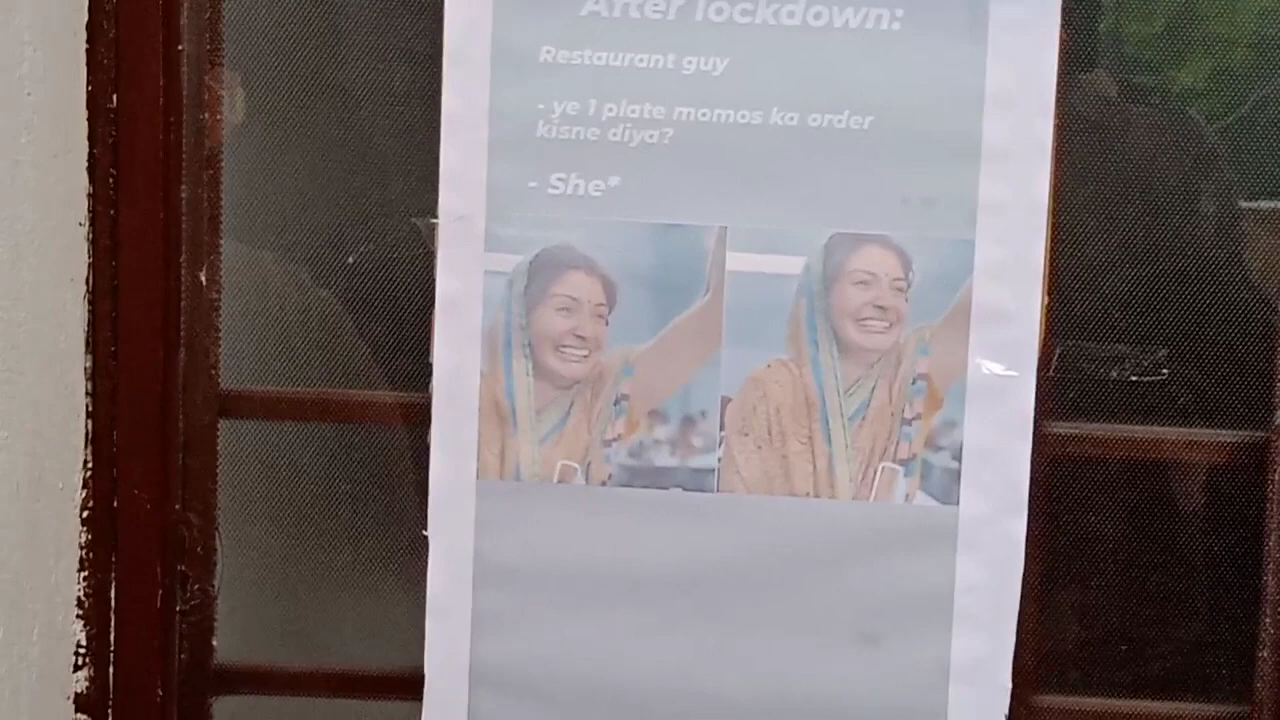 After lockdown:
Restaurant guy
- ye 1 plate momos ka order
kisne diya?
- She*